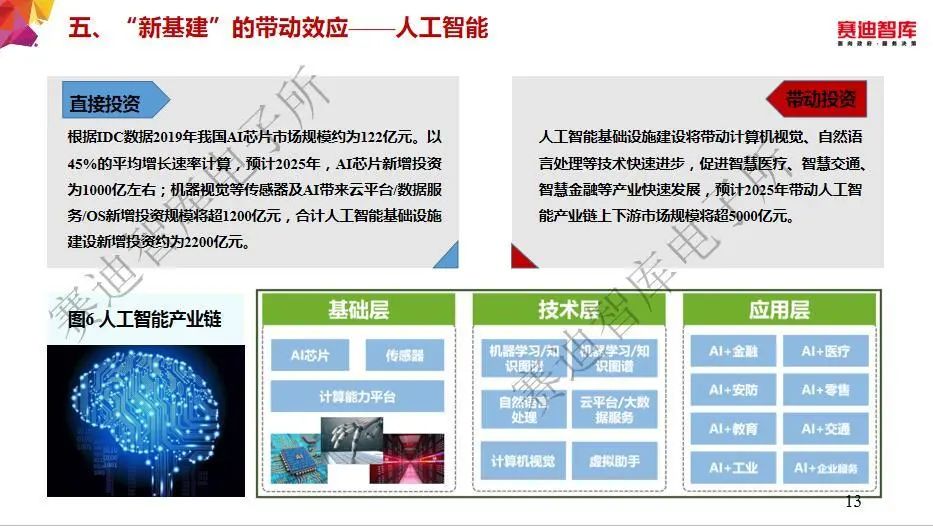 五、“新基建”的带动效应——人工智能
赛迪智库
面向政府·服务决策
直接投资
根据IDC数据2019年我国AI芯片市场规模约为122亿元。以
45%的平均增长速率计算，预计2025年，AI芯片新增投资
为1000亿左右；机器视觉等传感器及AI带来云平台/数据服
务/OS新增投资规模将超1200亿元，合计人工智能基础设施
建设新增投资约为2200亿元。
带动投资
人工智能基础设施建设将带动计算机视觉、自然语
言处理等技术快速进步，促进智慧医疗、智慧交通、
智慧金融等产业快速发展，预计2025年带动人工智
能产业链上下游市场规模将超5000亿元。
图6 人工智能产业链
基础层
AI芯片
传感器
计算能力平台
AI
技术层
机器学习/知
识图谱
机器学习/知
识图谱
自然语言
处理
云平台/大数
据服务
计算机视觉
虚拟助手
应用层
AI+金融
AI+医疗
AI+安防
AI+零售
AI+教育
AI+交通
AI+工业
AI+企业服务
13
赛迪智库电子所
赛迪智库电子所